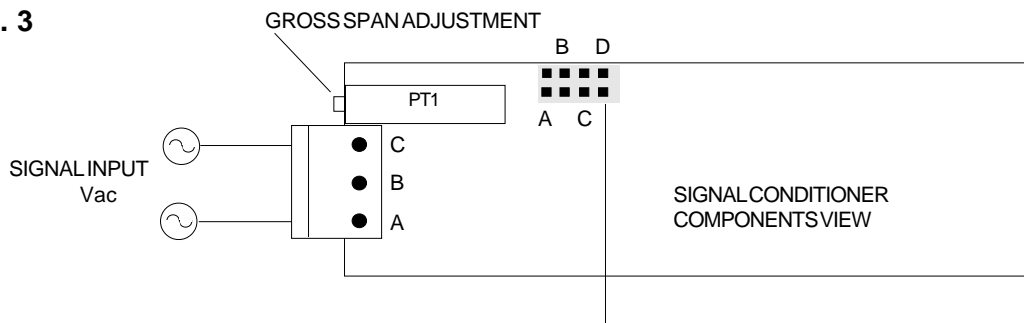 . 3
GROSS SPAN ADJUSTMENT
B D
PT1
A C
C
SIGNAL INPUT
Vac
B
A
SIGNAL CONDITIONER
COMPONENTS VIEW